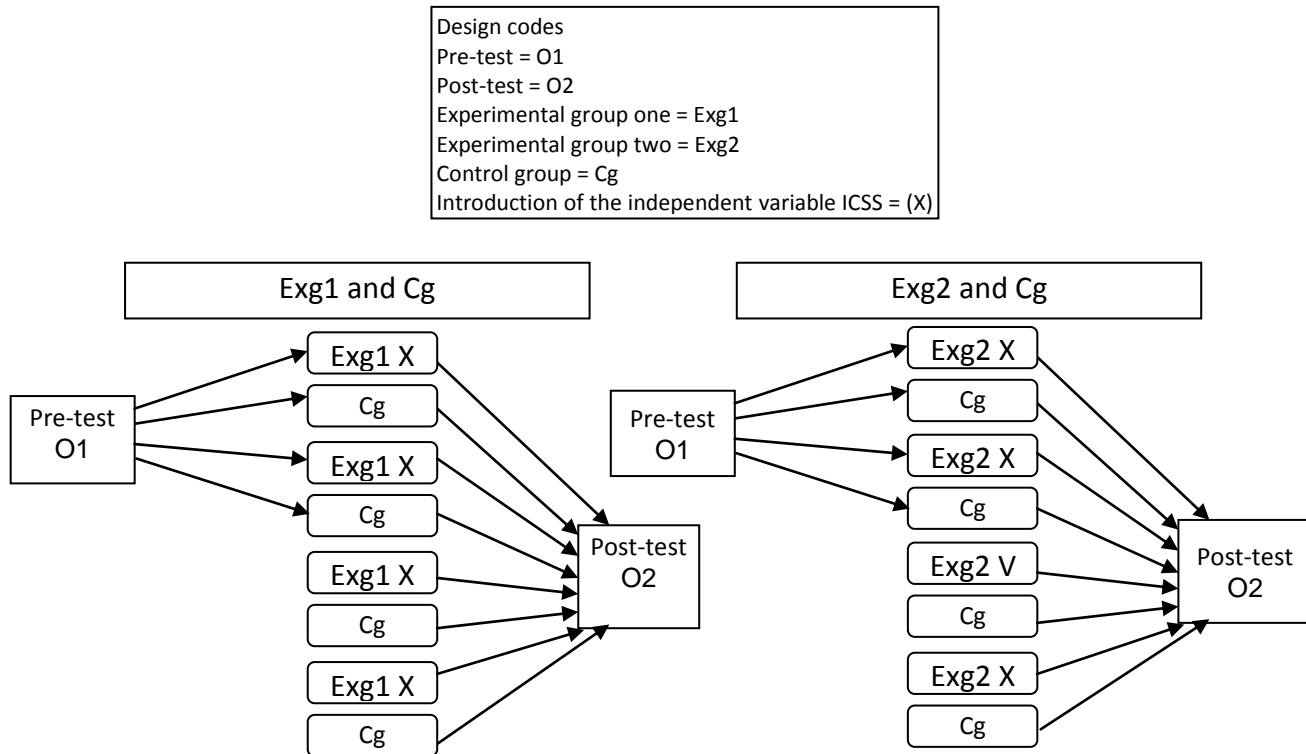 Design codes
Pre-test = O1
Post-test = O2
Experimental group one = Exg1
Experimental group two = Exg2
Control group = Cg
Introduction of the independent variable ICSS = (X)
Exg1 and Cg
Pre-test
O1
Exg1 X
Cg
Exg1 X
Cg
Exg1 X
Cg
Exg1 X
Cg
Post-test
O2
Exg2 and Cg
Pre-test
O1
Exg2 X
Cg
Exg2 X
Cg
Exg2 V
Cg
Exg2 X
Cg
Post-test
O2